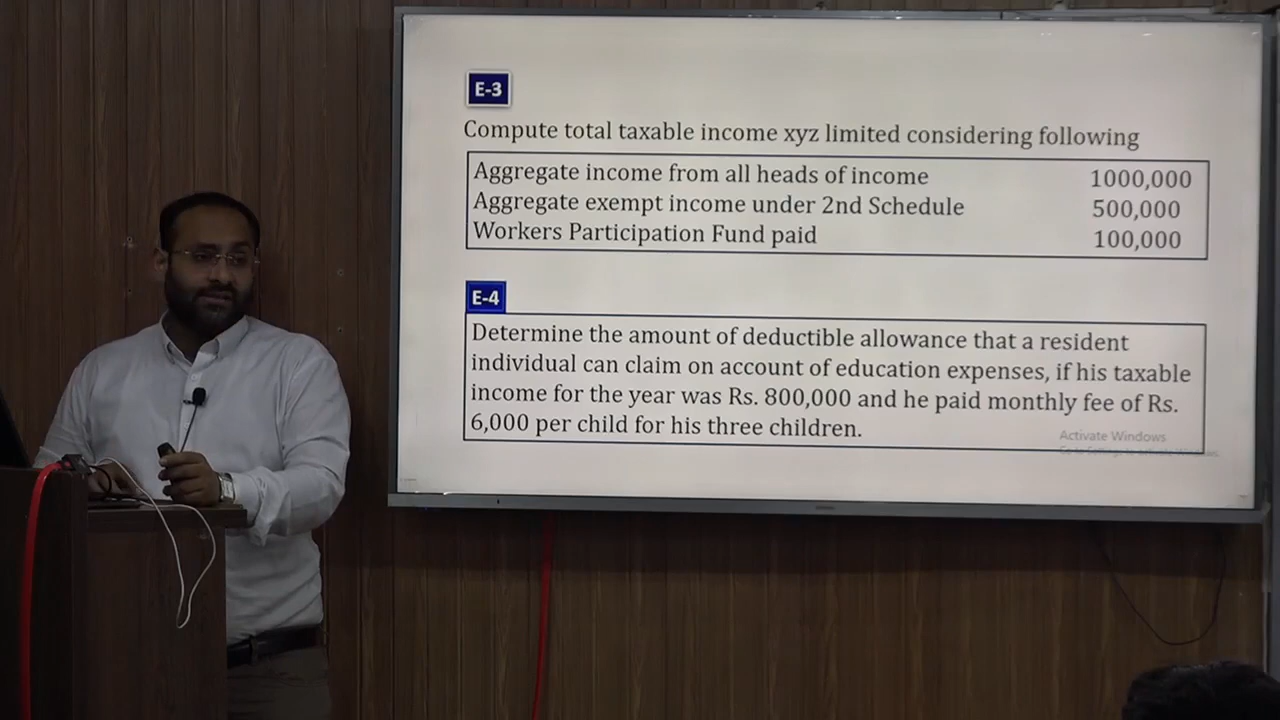 E-3
Compute total taxable income xyz limited considering following
Aggregate income from all heads of income 1000,000
Aggregate exempt income under 2nd Schedule 500,000
Workers Participation Fund paid 100,000
E-4
Determine the amount of deductible allowance that a resident
individual can claim on account of education expenses, if his taxable
income for the year was Rs. 800,000 and he paid monthly fee of Rs.
6,000 per child for his three children.
Activate Windows